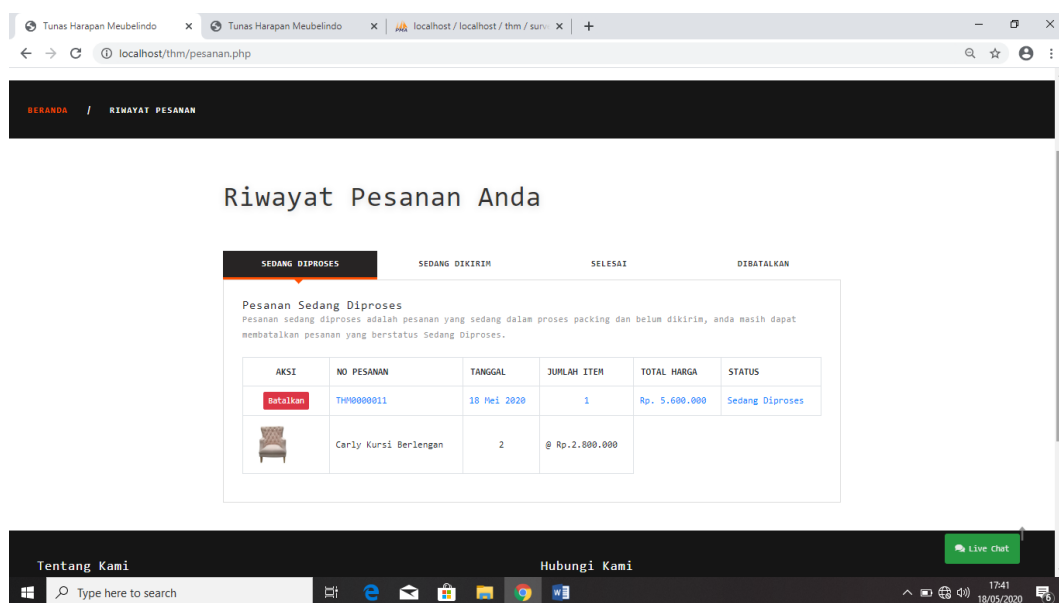 Tunas Harapan Meubelindo
Tunas Harapan Meubelindo
localhost / localhost / thm / surv
localhost/thm/pesanan.php
BERANDA / RIWAYAT PESANAN
Riwayat Pesanan Anda
SEDANG DIPROSES SEDANG DIKIRIM SELESAI DIBATALKAN
Pesanan Sedang Diproses
Pesanan sedang diproses adalah pesanan yang sedang dalam proses packing dan belum dikirim, anda masih dapat
membatalkan pesanan yang berstatus Sedang Diproses.
AKSI NO PESANAN TANGGAL JUMLAH ITEM TOTAL HARGA STATUS
Batalkan THM0000011 18 Mei 2020 1 Rp. 5.600.000 Sedang Diproses
Carly Kursi Berlengan 2 @ Rp.2.800.000
Live Chat
Tentang Kami Hubungi Kami
Type here to search
17:41
18/05/2020
6